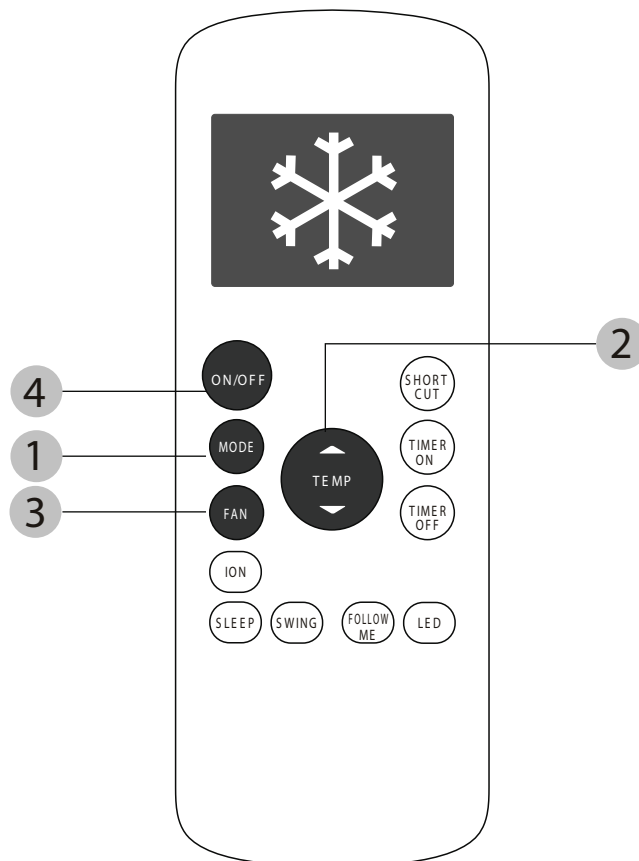 2
ON/OFF
SHORT
CUT
4
MODE
TIMER
ON
1
TEMP
FAN
TIMER
OFF
3
ION
SLEEP
SWING
FOLLOW
ME
LED